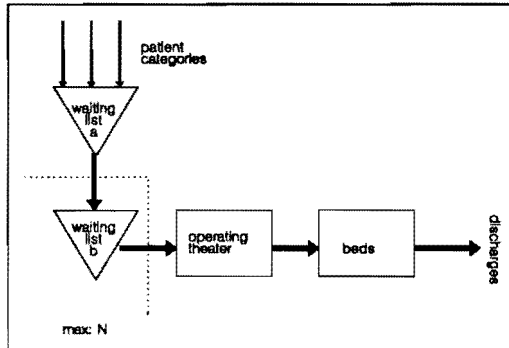 patient
categories
waiting
list
a
waiting
list
b
operating
theater
beds
discharges
max: N